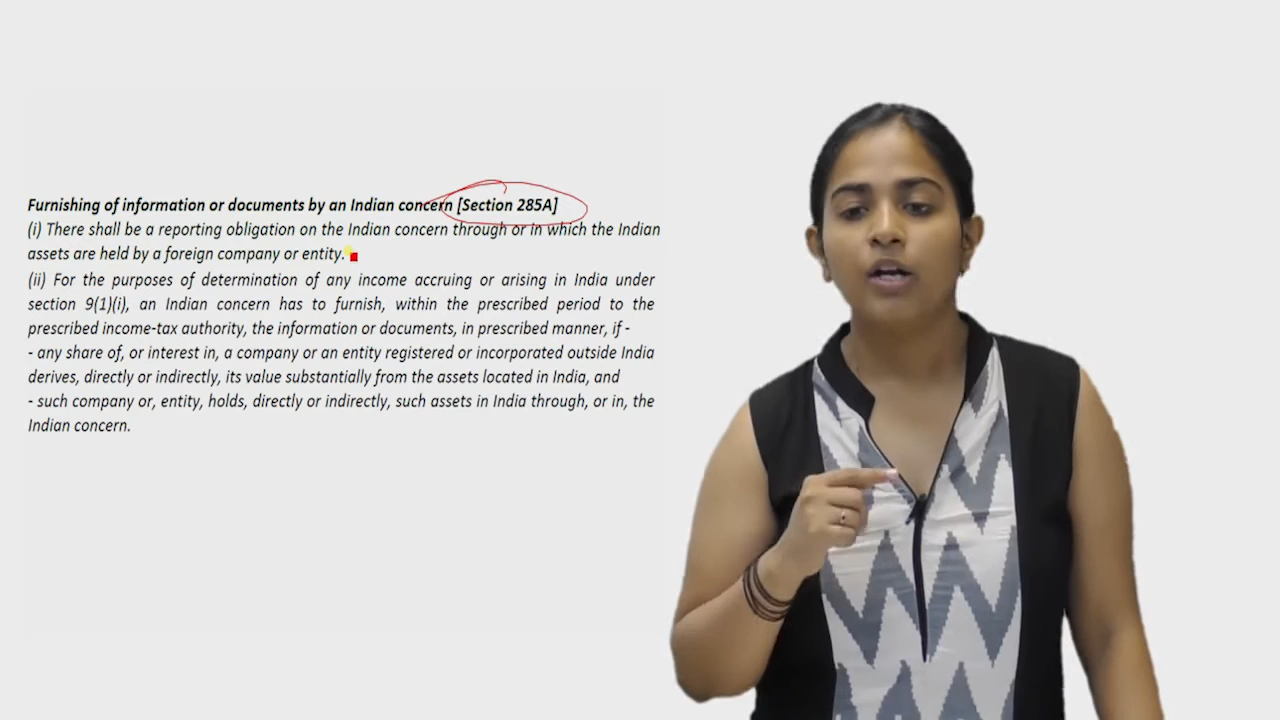 Furnishing of information or documents by an Indian concern [Section 285A]
(i) There shall be a reporting obligation on the Indian concern through or in which the Indian
assets are held by a foreign company or entity.
(ii) For the purposes of determination of any income accruing or arising in India under
section 9(1)(i), an Indian concern has to furnish, within the prescribed period to the
prescribed income-tax authority, the information or documents, in prescribed manner, if -
- any share of, or interest in, a company or an entity registered or incorporated outside India
derives, directly or indirectly, its value substantially from the assets located in India, and
- such company or, entity, holds, directly or indirectly, such assets in India through, or in, the
Indian concern.